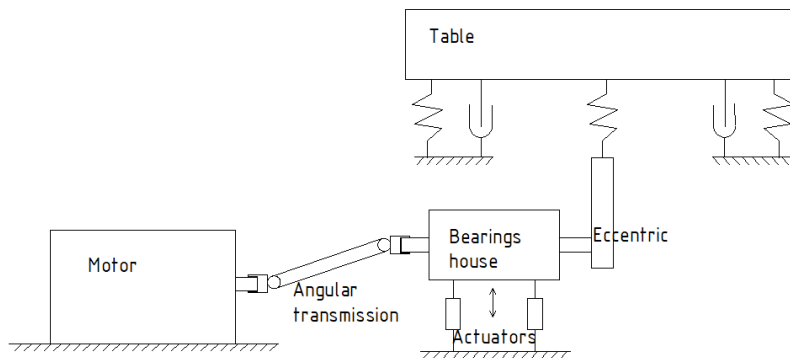 Table
Motor
Angular
transmission
Bearings
house
Eccentric
Actuators